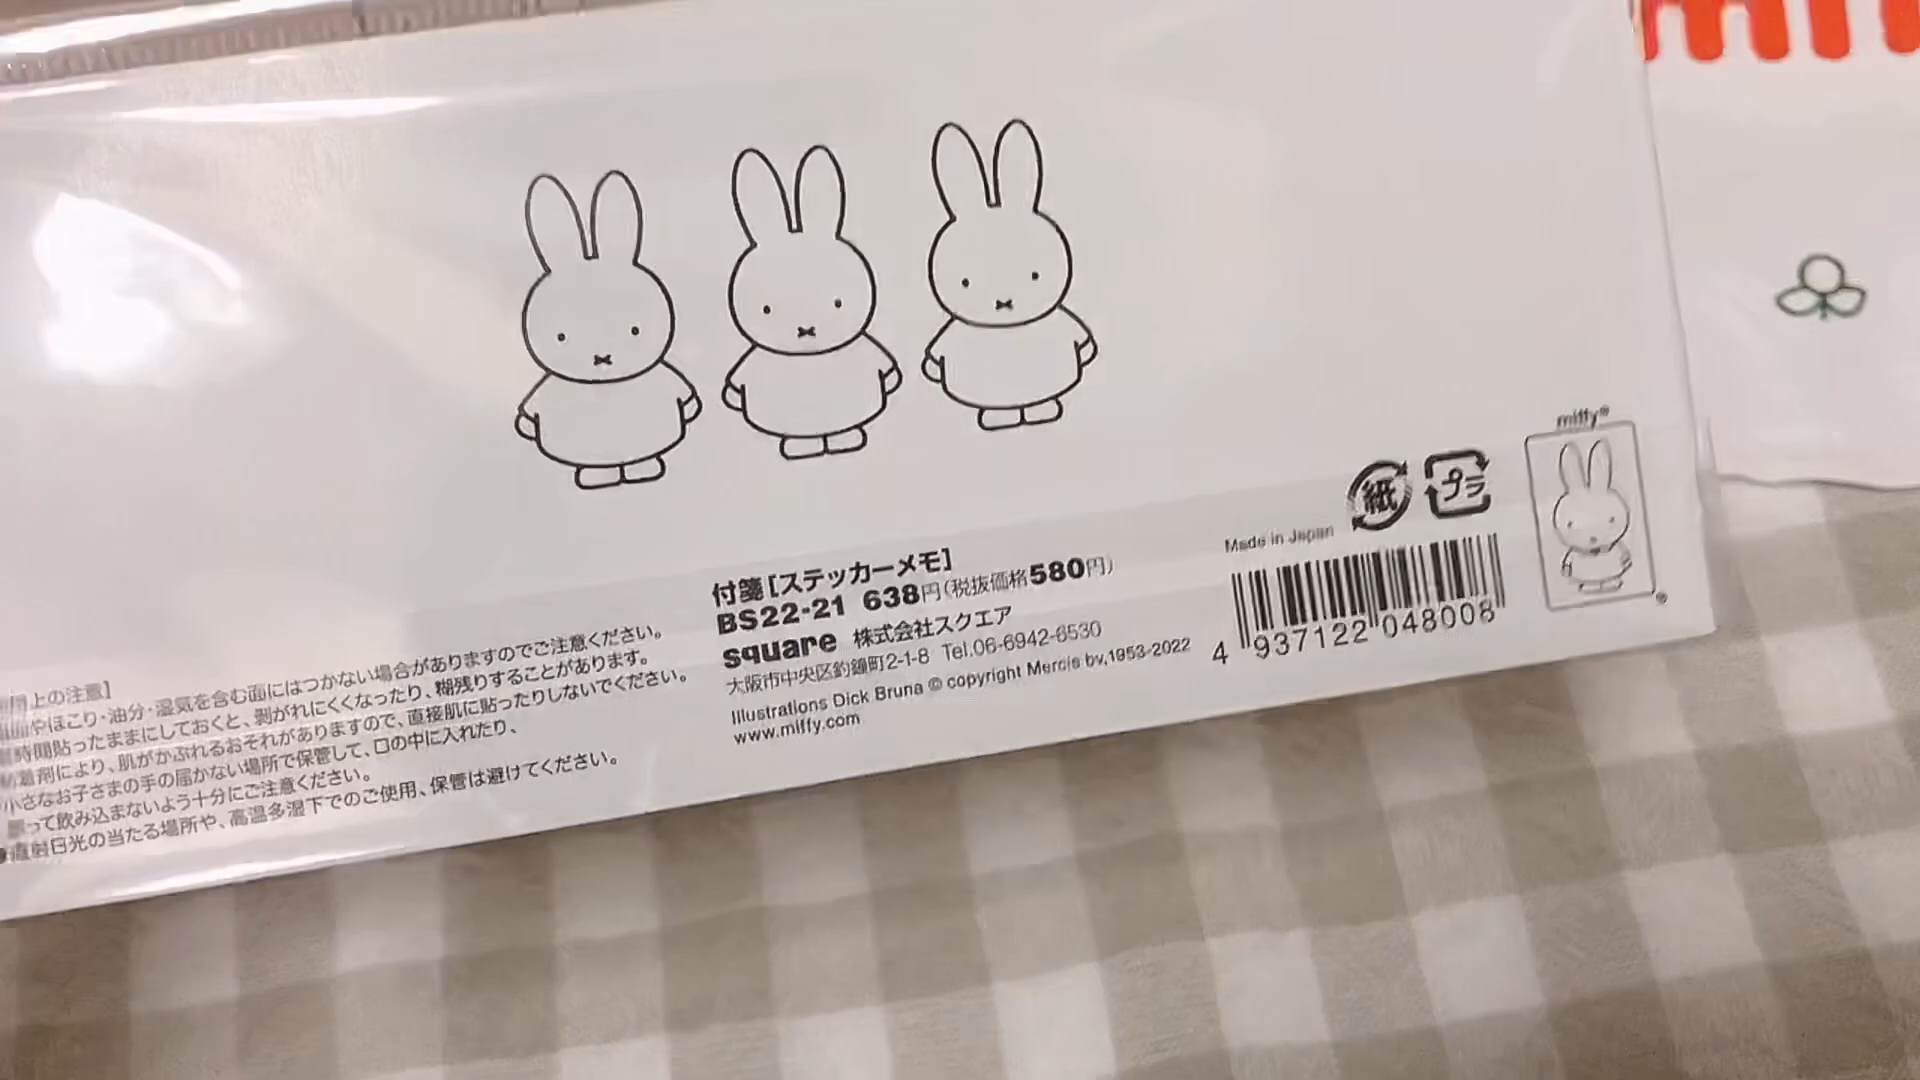 上の注意】
やほこり・油分・湿気を含む面にはつかない場合がありますのでご注意ください。
時間貼ったままにしておくと、剥がれにくくなったり、糊残りすることがあります。
着剤により、肌がかぶれるおそれがありますので、直接肌に貼ったりしないでください。
小さなお子さまの手の届かない場所で保管して、口の中に入れたり、
って飲み込まないよう十分にご注意ください。
●直射日光の当たる場所や、高温多湿下でのご使用、保管は避けてください。
付箋[ステッカーメモ]
BS22-21 638円(税抜価格580円)
square 株式会社スクエア
大阪市中央区釣鐘町2-1-8 Tel.06-6942-6530
Illustrations Dick Bruna © copyright Mercis bv,1953-2022
www.miffy.com
Made in Japan
紙
プラ
4 937122 048008
miffy®
®